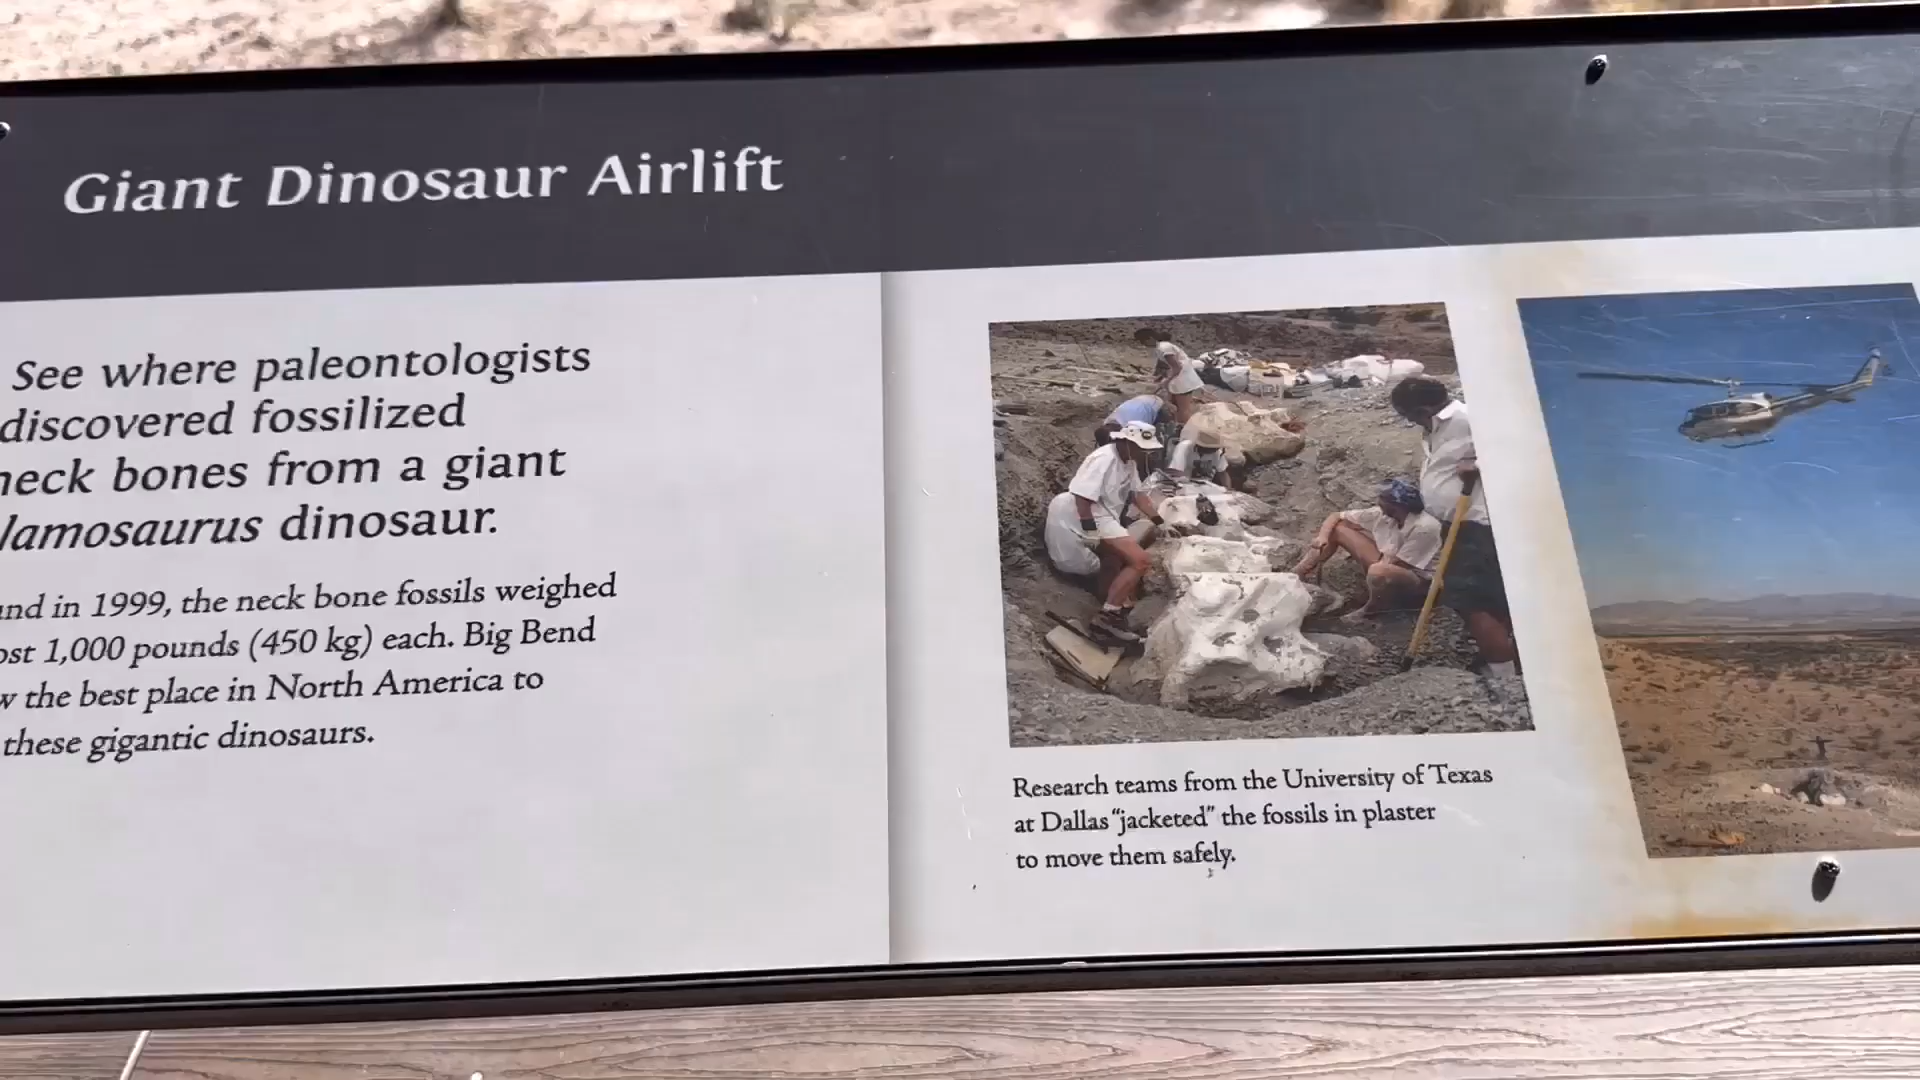 Giant Dinosaur Airlift
See where paleontologists
discovered fossilized
neck bones from a giant
lamosaurus dinosaur.
in 1999, the neck bone fossils weighed
1,000 pounds (450 kg) each. Big Bend
the best place in North America to
these gigantic dinosaurs.
Research teams from the University of Texas
at Dallas “jacketed” the fossils in plaster
to move them safely.